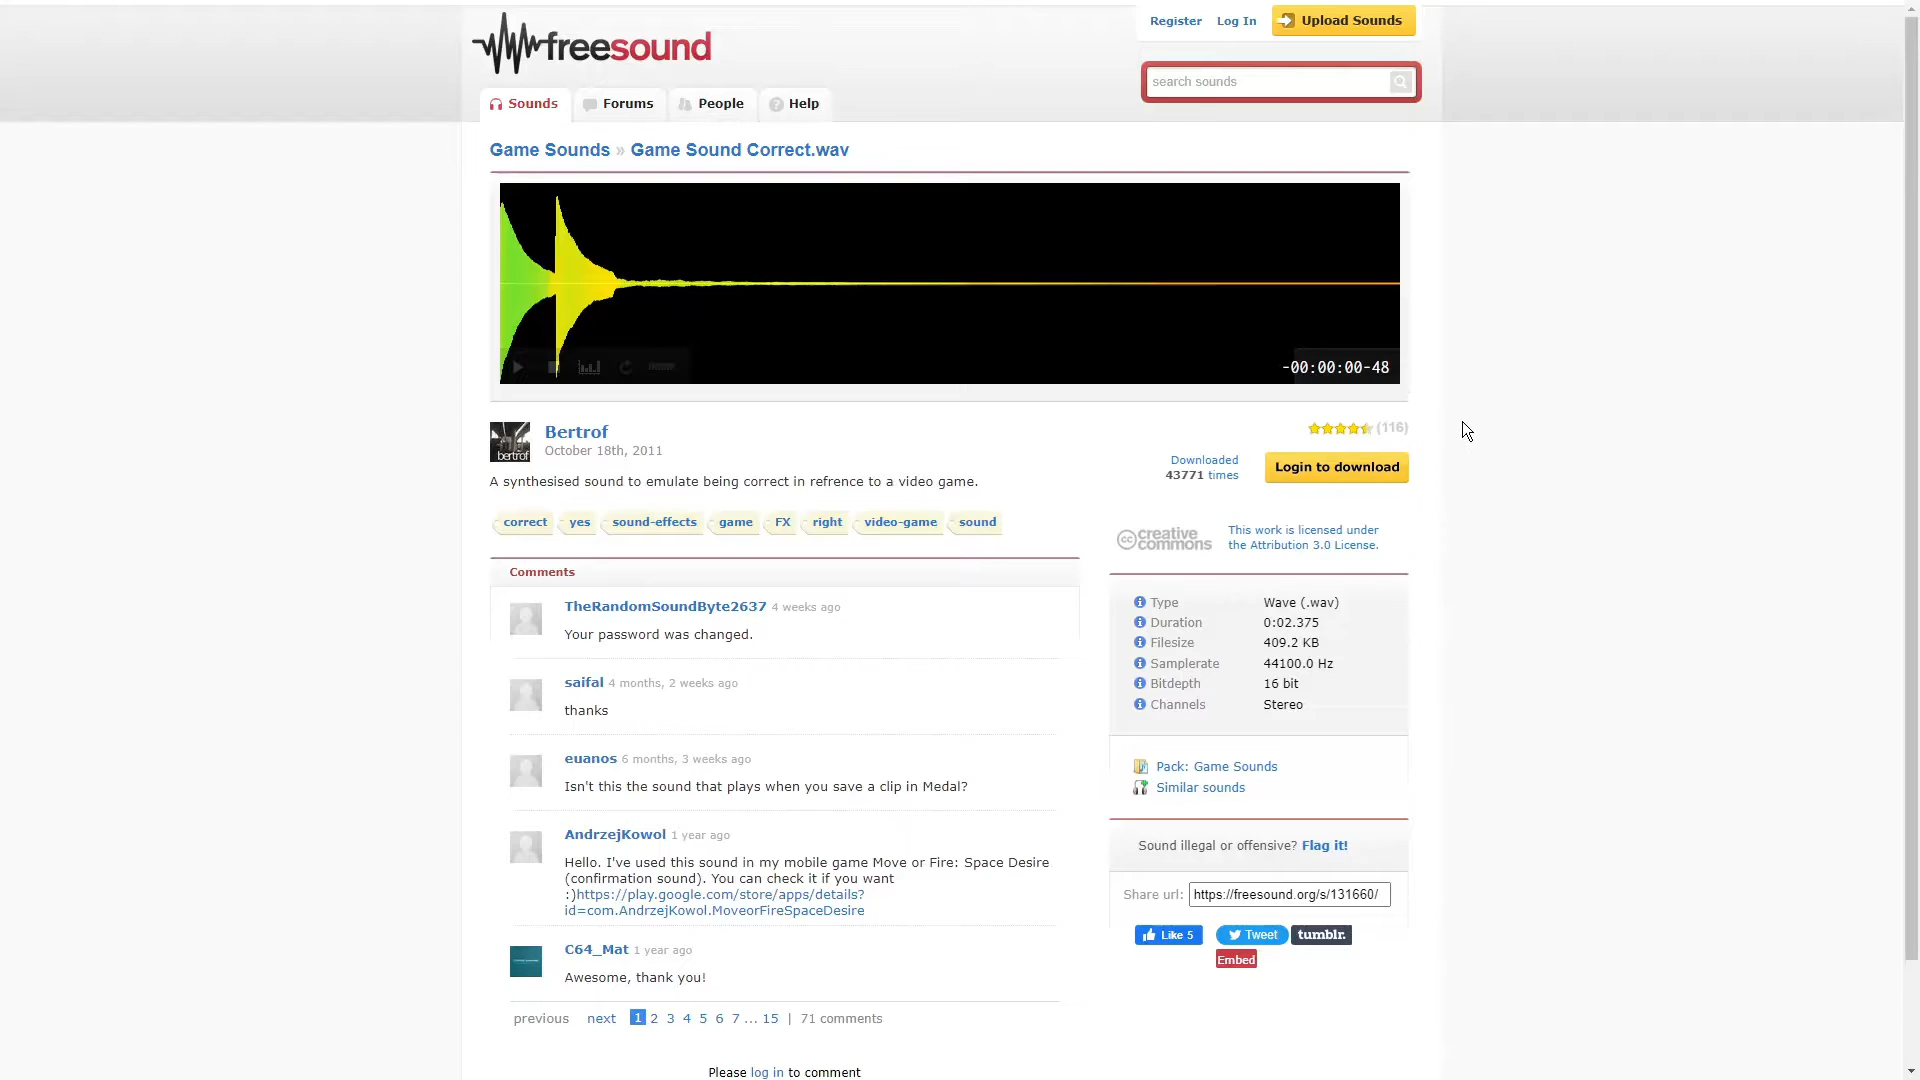 freesound
Register Log In Upload Sounds
search sounds
Sounds Forums People Help
Game Sounds » Game Sound Correct.wav
-00:00:00-48
bertrof
Bertrof
October 18th, 2011
(116)
Downloaded
43771 times
Login to download
A synthesised sound to emulate being correct in refrence to a video game.
correct yes sound-effects game FX right video-game sound
cc creative commons
This work is licensed under
the Attribution 3.0 License.
Comments
TheRandomSoundByte2637 4 weeks ago
Your password was changed.
saifal 4 months, 2 weeks ago
thanks
euanos 6 months, 3 weeks ago
Isn't this the sound that plays when you save a clip in Medal?
AndrzejKowol 1 year ago
Hello. I've used this sound in my mobile game Move or Fire: Space Desire
(confirmation sound). You can check it if you want
:)https://play.google.com/store/apps/details?
id=com.AndrzejKowol.MoveorFireSpaceDesire
C64_Mat 1 year ago
Awesome, thank you!
previous next 1 2 3 4 5 6 7 ... 15 | 71 comments
Please log in to comment
Type Wave (.wav)
Duration 0:02.375
Filesize 409.2 KB
Samplerate 44100.0 Hz
Bitdepth 16 bit
Channels Stereo
Pack: Game Sounds
Similar sounds
Sound illegal or offensive? Flag it!
Share url: https://freesound.org/s/131660/
Like 5 Tweet tumblr.
Embed